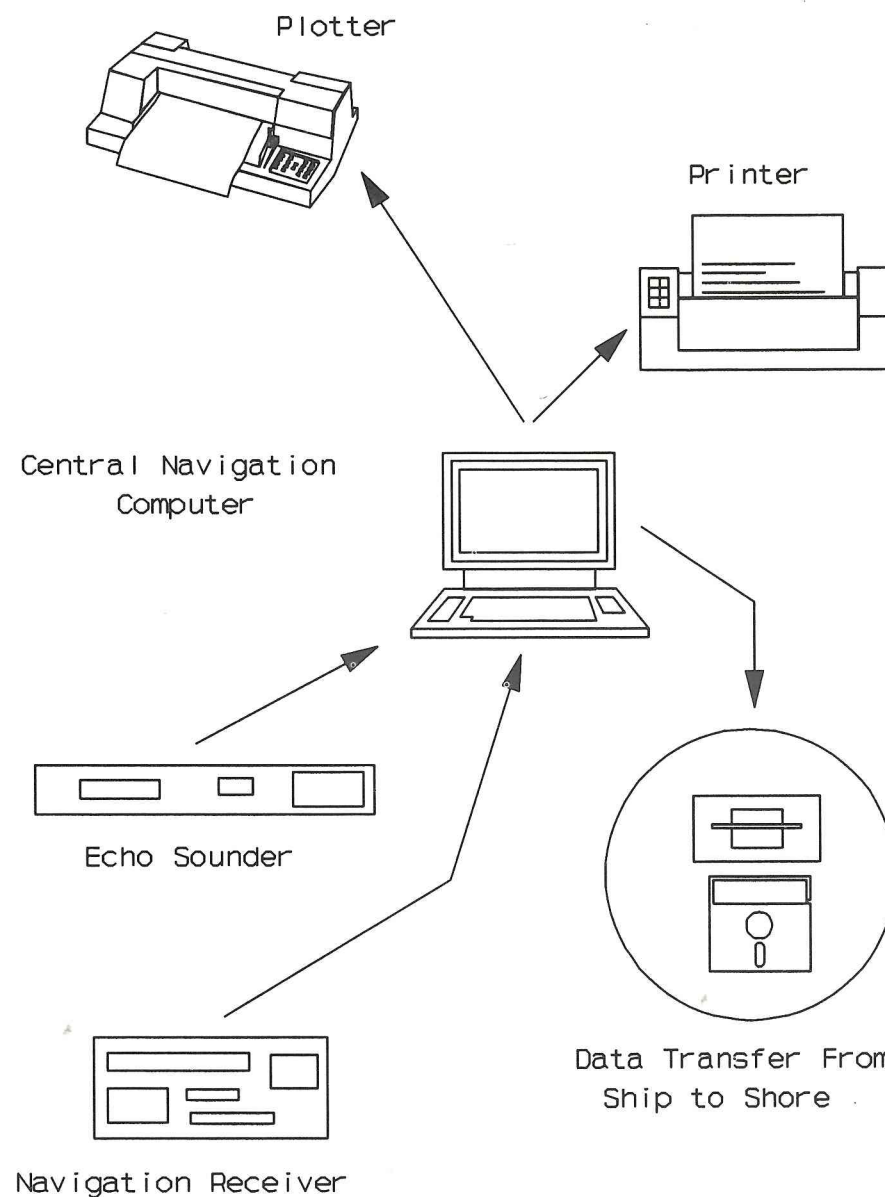 Plotter
Printer
Central Navigation
Computer
Echo Sounder
Data Transfer From
Ship to Shore
Navigation Receiver